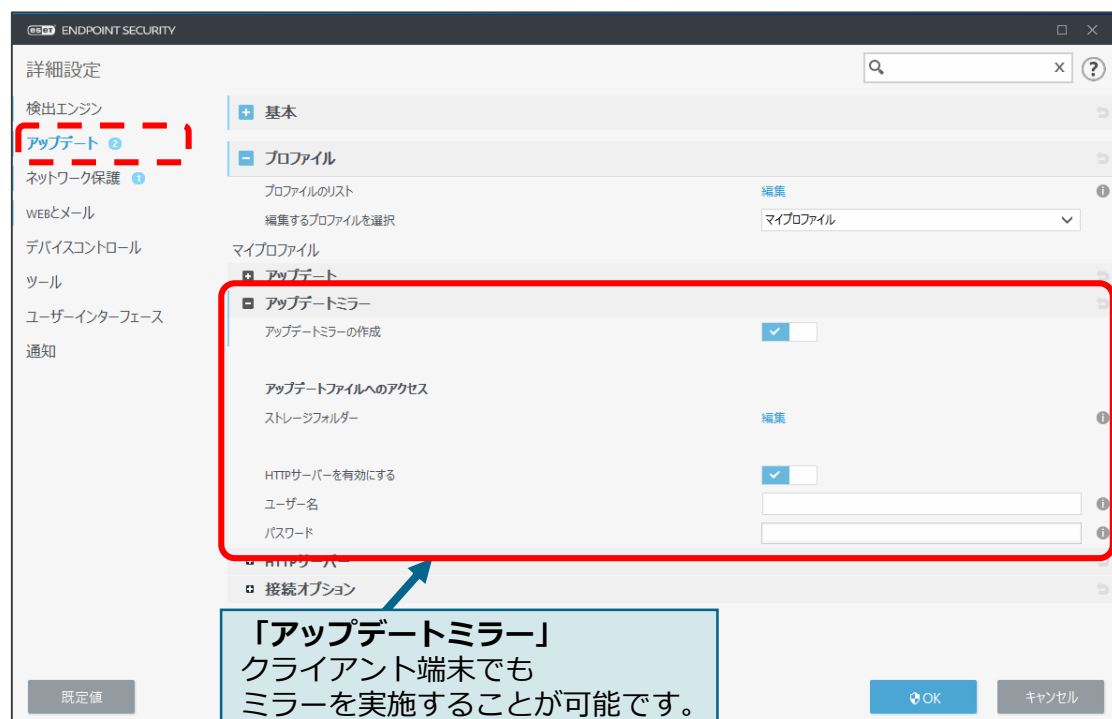 eset ENDPOINT SECURITY
詳細設定
x ?
検出エンジン
アップデート 2
ネットワーク保護 1
WEBとメール
デバイスコントロール
ツール
ユーザーインターフェース
通知
基本
プロファイル
プロファイルのリスト 編集
編集するプロファイルを選択 マイプロファイル
マイプロファイル
アップデート
アップデートミラー
アップデートミラーの作成
アップデートファイルへのアクセス
ストレージフォルダー 編集
HTTPサーバーを有効にする
ユーザー名
パスワード
HTTPサーバー
接続オプション
「アップデートミラー」
クライアント端末でも
ミラーを実施することが可能です。
既定値 OK キャンセル